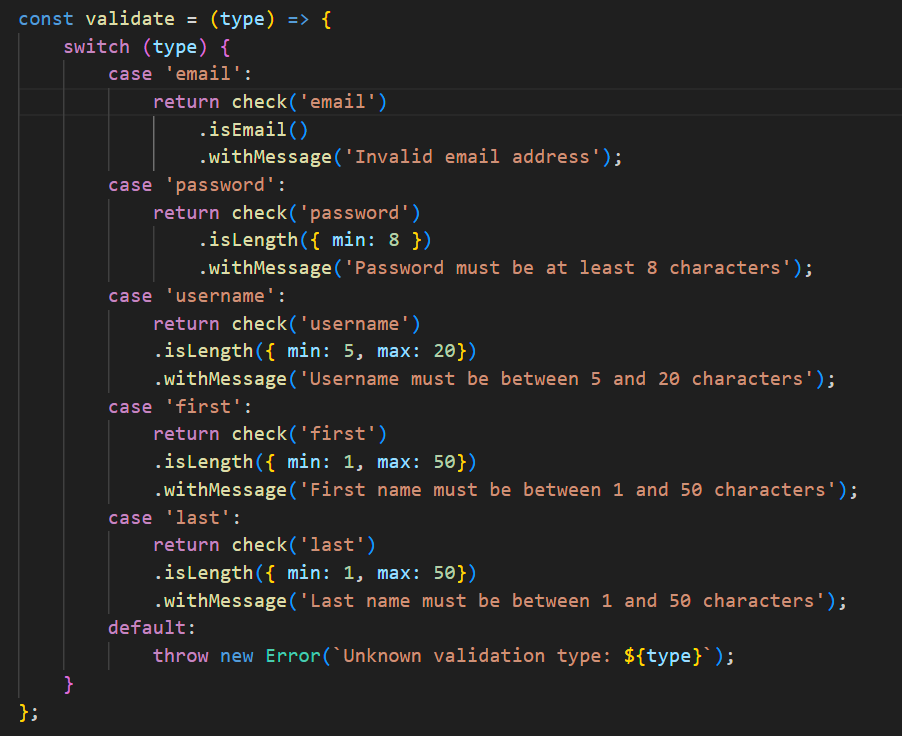 const validate = (type) => {
    switch (type) {
        case 'email':
            return check('email')
                .isEmail()
                .withMessage('Invalid email address');
        case 'password':
            return check('password')
                .isLength({ min: 8 })
                .withMessage('Password must be at least 8 characters');
        case 'username':
            return check('username')
            .isLength({ min: 5, max: 20})
            .withMessage('Username must be between 5 and 20 characters');
        case 'first':
            return check('first')
            .isLength({ min: 1, max: 50})
            .withMessage('First name must be between 1 and 50 characters');
        case 'last':
            return check('last')
            .isLength({ min: 1, max: 50})
            .withMessage('Last name must be between 1 and 50 characters');
        default:
            throw new Error(`Unknown validation type: ${type}`);
    }
};